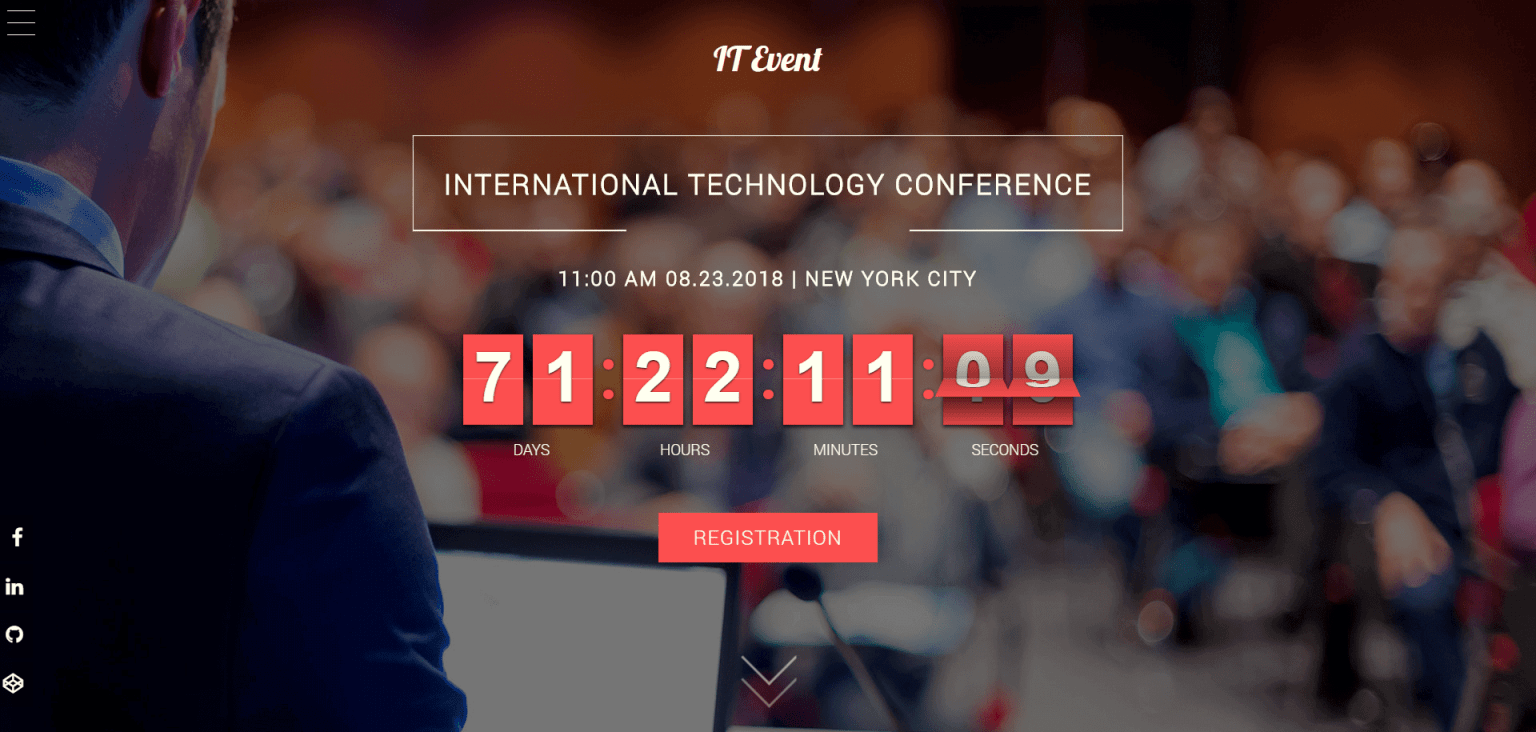 IT Event
INTERNATIONAL TECHNOLOGY CONFERENCE
11:00 AM 08.23.2018 | NEW YORK CITY
71:22:11:09
DAYS HOURS MINUTES SECONDS
REGISTRATION